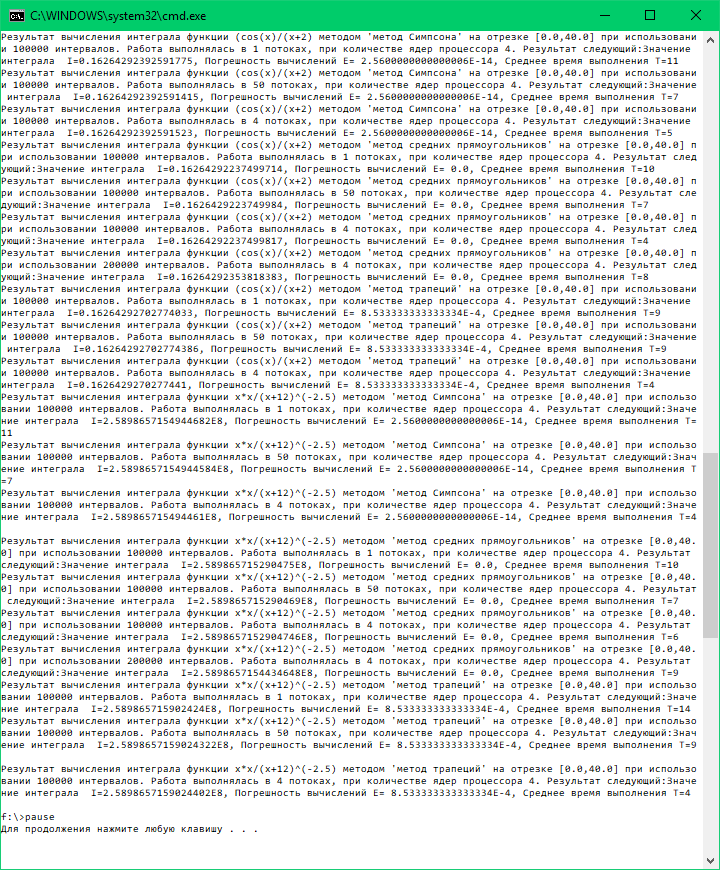 C:\WINDOWS\system32\cmd.exe
Результат вычисления интеграла функции (cos(x)/(x+2) методом 'метод Симпсона' на отрезке [0.0,40.0] при использовани
и 100000 интервалов. Работа выполнялась в 1 потоках, при количестве ядер процессора 4. Результат следующий:Значение
интеграла  I=0.16264292392591775, Погрешность вычислений E= 2.5600000000000006E-14, Среднее время выполнения T=11
Результат вычисления интеграла функции (cos(x)/(x+2) методом 'метод Симпсона' на отрезке [0.0,40.0] при использовани
и 100000 интервалов. Работа выполнялась в 50 потоках, при количестве ядер процессора 4. Результат следующий:Значение
 интеграла  I=0.16264292392591415, Погрешность вычислений E= 2.5600000000000006E-14, Среднее время выполнения T=7
Результат вычисления интеграла функции (cos(x)/(x+2) методом 'метод Симпсона' на отрезке [0.0,40.0] при использовани
и 100000 интервалов. Работа выполнялась в 4 потоках, при количестве ядер процессора 4. Результат следующий:Значение
интеграла  I=0.16264292392591523, Погрешность вычислений E= 2.5600000000000006E-14, Среднее время выполнения T=5
Результат вычисления интеграла функции (cos(x)/(x+2) методом 'метод средних прямоугольников' на отрезке [0.0,40.0] п
ри использовании 100000 интервалов. Работа выполнялась в 1 потоках, при количестве ядер процессора 4. Результат след
ующий:Значение интеграла  I=0.16264292237499714, Погрешность вычислений E= 0.0, Среднее время выполнения T=10
Результат вычисления интеграла функции (cos(x)/(x+2) методом 'метод средних прямоугольников' на отрезке [0.0,40.0] п
ри использовании 100000 интервалов. Работа выполнялась в 50 потоках, при количестве ядер процессора 4. Результат сле
дующий:Значение интеграла  I=0.1626429223749984, Погрешность вычислений E= 0.0, Среднее время выполнения T=7
Результат вычисления интеграла функции (cos(x)/(x+2) методом 'метод средних прямоугольников' на отрезке [0.0,40.0] п
ри использовании 100000 интервалов. Работа выполнялась в 4 потоках, при количестве ядер процессора 4. Результат след
ующий:Значение интеграла  I=0.16264292237499817, Погрешность вычислений E= 0.0, Среднее время выполнения T=4
Результат вычисления интеграла функции (cos(x)/(x+2) методом 'метод средних прямоугольников' на отрезке [0.0,40.0] п
ри использовании 200000 интервалов. Работа выполнялась в 4 потоках, при количестве ядер процессора 4. Результат след
ующий:Значение интеграла  I=0.16264292353818383, Погрешность вычислений E= 0.0, Среднее время выполнения T=8
Результат вычисления интеграла функции (cos(x)/(x+2) методом 'метод трапеций' на отрезке [0.0,40.0] при использовани
и 100000 интервалов. Работа выполнялась в 1 потоках, при количестве ядер процессора 4. Результат следующий:Значение
интеграла  I=0.16264292702774033, Погрешность вычислений E= 8.533333333333334E-4, Среднее время выполнения T=9
Результат вычисления интеграла функции (cos(x)/(x+2) методом 'метод трапеций' на отрезке [0.0,40.0] при использовани
и 100000 интервалов. Работа выполнялась в 50 потоках, при количестве ядер процессора 4. Результат следующий:Значение
 интеграла  I=0.16264292702774386, Погрешность вычислений E= 8.533333333333334E-4, Среднее время выполнения T=9
Результат вычисления интеграла функции (cos(x)/(x+2) методом 'метод трапеций' на отрезке [0.0,40.0] при использовани
и 100000 интервалов. Работа выполнялась в 4 потоках, при количестве ядер процессора 4. Результат следующий:Значение
интеграла  I=0.1626429270277441, Погрешность вычислений E= 8.533333333333334E-4, Среднее время выполнения T=4
Результат вычисления интеграла функции x*x/(x+12)^(-2.5) методом 'метод Симпсона' на отрезке [0.0,40.0] при использо
вании 100000 интервалов. Работа выполнялась в 1 потоках, при количестве ядер процессора 4. Результат следующий:Значе
ние интеграла  I=2.5898657154944682E8, Погрешность вычислений E= 2.5600000000000006E-14, Среднее время выполнения T=
11
Результат вычисления интеграла функции x*x/(x+12)^(-2.5) методом 'метод Симпсона' на отрезке [0.0,40.0] при использо
вании 100000 интервалов. Работа выполнялась в 50 потоках, при количестве ядер процессора 4. Результат следующий:Знач
ение интеграла  I=2.5898657154944584E8, Погрешность вычислений E= 2.5600000000000006E-14, Среднее время выполнения T
=7
Результат вычисления интеграла функции x*x/(x+12)^(-2.5) методом 'метод Симпсона' на отрезке [0.0,40.0] при использо
вании 100000 интервалов. Работа выполнялась в 4 потоках, при количестве ядер процессора 4. Результат следующий:Значе
ние интеграла  I=2.589865715494461E8, Погрешность вычислений E= 2.5600000000000006E-14, Среднее время выполнения T=4

Результат вычисления интеграла функции x*x/(x+12)^(-2.5) методом 'метод средних прямоугольников' на отрезке [0.0,40.
0] при использовании 100000 интервалов. Работа выполнялась в 1 потоках, при количестве ядер процессора 4. Результат
следующий:Значение интеграла  I=2.589865715290475E8, Погрешность вычислений E= 0.0, Среднее время выполнения T=10
Результат вычисления интеграла функции x*x/(x+12)^(-2.5) методом 'метод средних прямоугольников' на отрезке [0.0,40.
0] при использовании 100000 интервалов. Работа выполнялась в 50 потоках, при количестве ядер процессора 4. Результат
 следующий:Значение интеграла  I=2.589865715290469E8, Погрешность вычислений E= 0.0, Среднее время выполнения T=7
Результат вычисления интеграла функции x*x/(x+12)^(-2.5) методом 'метод средних прямоугольников' на отрезке [0.0,40.
0] при использовании 100000 интервалов. Работа выполнялась в 4 потоках, при количестве ядер процессора 4. Результат
следующий:Значение интеграла  I=2.5898657152904746E8, Погрешность вычислений E= 0.0, Среднее время выполнения T=6
Результат вычисления интеграла функции x*x/(x+12)^(-2.5) методом 'метод средних прямоугольников' на отрезке [0.0,40.
0] при использовании 200000 интервалов. Работа выполнялась в 4 потоках, при количестве ядер процессора 4. Результат
следующий:Значение интеграла  I=2.5898657154434648E8, Погрешность вычислений E= 0.0, Среднее время выполнения T=9
Результат вычисления интеграла функции x*x/(x+12)^(-2.5) методом 'метод трапеций' на отрезке [0.0,40.0] при использо
вании 100000 интервалов. Работа выполнялась в 1 потоках, при количестве ядер процессора 4. Результат следующий:Значе
ние интеграла  I=2.589865715902424E8, Погрешность вычислений E= 8.533333333333334E-4, Среднее время выполнения T=14
Результат вычисления интеграла функции x*x/(x+12)^(-2.5) методом 'метод трапеций' на отрезке [0.0,40.0] при использо
вании 100000 интервалов. Работа выполнялась в 50 потоках, при количестве ядер процессора 4. Результат следующий:Знач
ение интеграла  I=2.5898657159024322E8, Погрешность вычислений E= 8.533333333333334E-4, Среднее время выполнения T=9

Результат вычисления интеграла функции x*x/(x+12)^(-2.5) методом 'метод трапеций' на отрезке [0.0,40.0] при использо
вании 100000 интервалов. Работа выполнялась в 4 потоках, при количестве ядер процессора 4. Результат следующий:Значе
ние интеграла  I=2.5898657159024402E8, Погрешность вычислений E= 8.533333333333334E-4, Среднее время выполнения T=4

f:\>pause
Для продолжения нажмите любую клавишу . . .